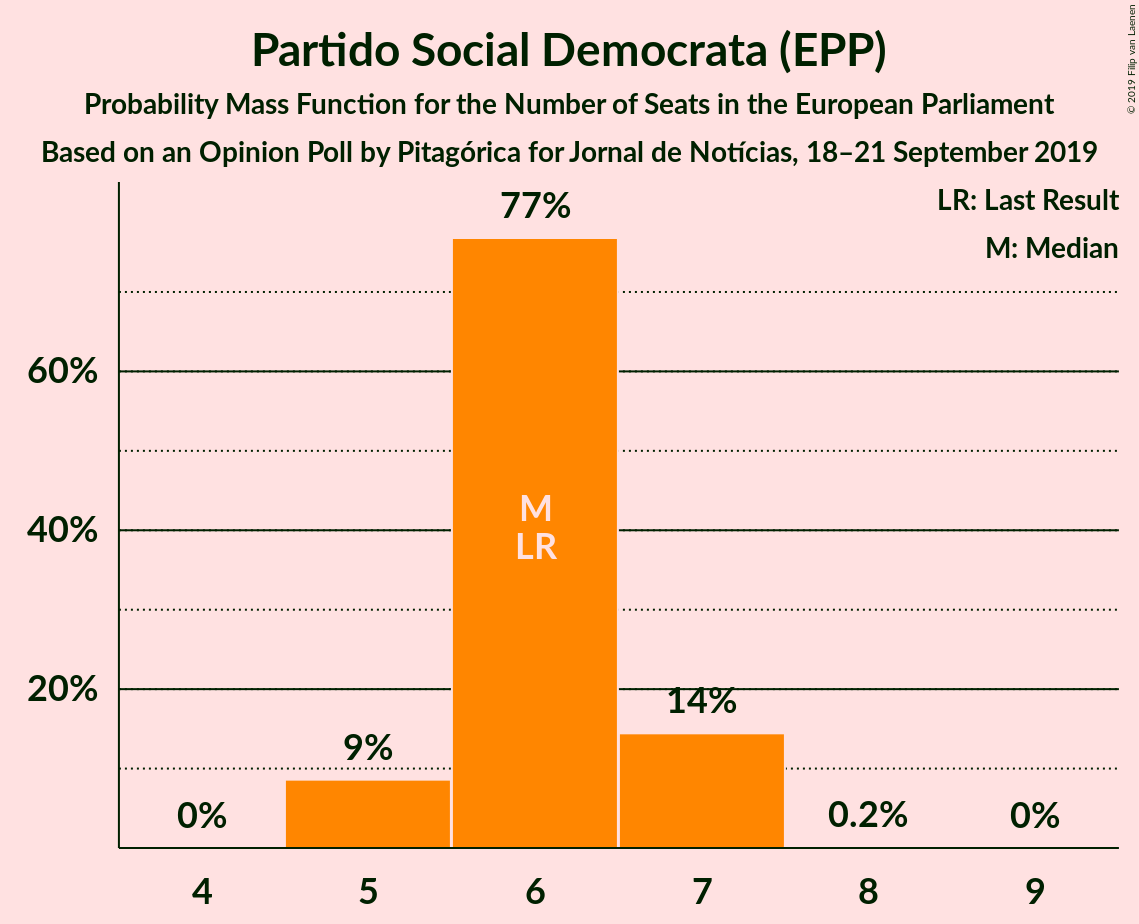 Partido Social Democrata (EPP)
Probability Mass Function for the Number of Seats in the European Parliament
Based on an Opinion Poll by Pitagórica for Jornal de Notícias, 18–21 September 2019
© 2019 Filip van Laenen
LR: Last Result
M: Median
77%
60%
M
40%
LR
20%
14%
9%
0%
0.2%
0%
4 5 6 7 8 9